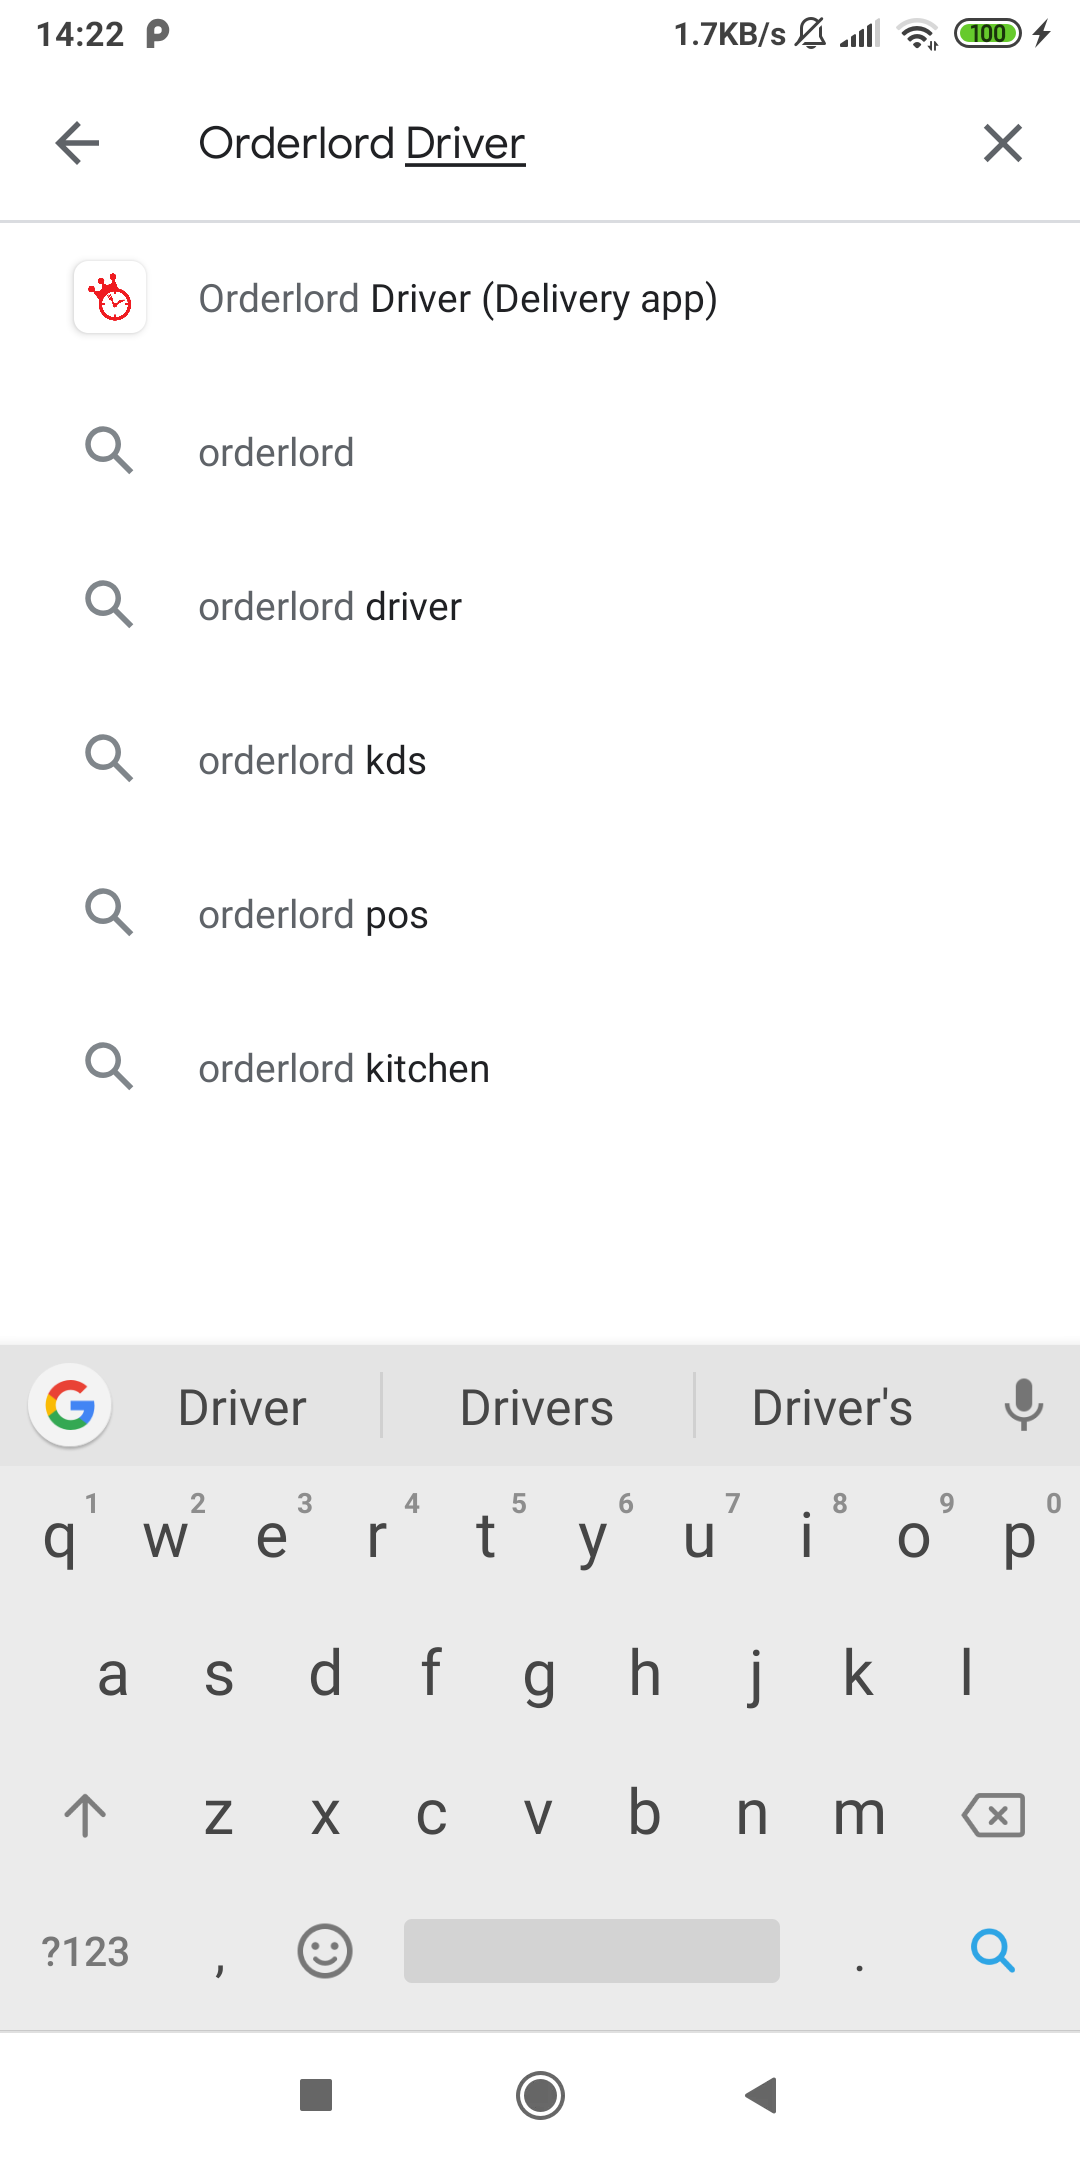 14:22 1.7KB/s 100
Orderlord Driver
Orderlord Driver (Delivery app)
orderlord
orderlord driver
orderlord kds
orderlord pos
orderlord kitchen
G Driver Drivers Driver's
1 2 3 4 5 6 7 8 9 0
q w e r t y u i o p
a s d f g h j k l
z x c v b n m
?123 , .